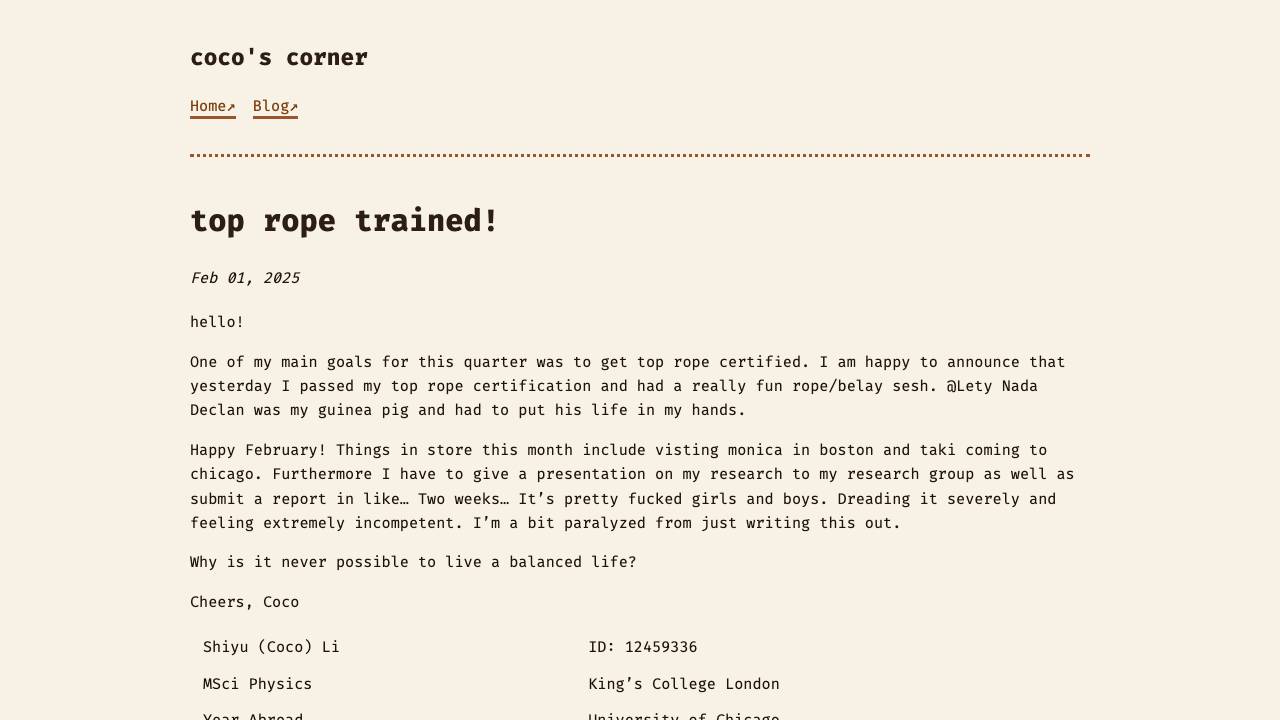 coco's corner
Home↗ Blog↗
top rope trained!
Feb 01, 2025
hello!
One of my main goals for this quarter was to get top rope certified. I am happy to announce that
yesterday I passed my top rope certification and had a really fun rope/belay sesh. @Lety Nada
Declan was my guinea pig and had to put his life in my hands.
Happy February! Things in store this month include visting monica in boston and taki coming to
chicago. Furthermore I have to give a presentation on my research to my research group as well as
submit a report in like… Two weeks… It’s pretty fucked girls and boys. Dreading it severely and
feeling extremely incompetent. I’m a bit paralyzed from just writing this out.
Why is it never possible to live a balanced life?
Cheers, Coco
Shiyu (Coco) Li ID: 12459336
MSci Physics King’s College London
Year Abroad University of Chicago